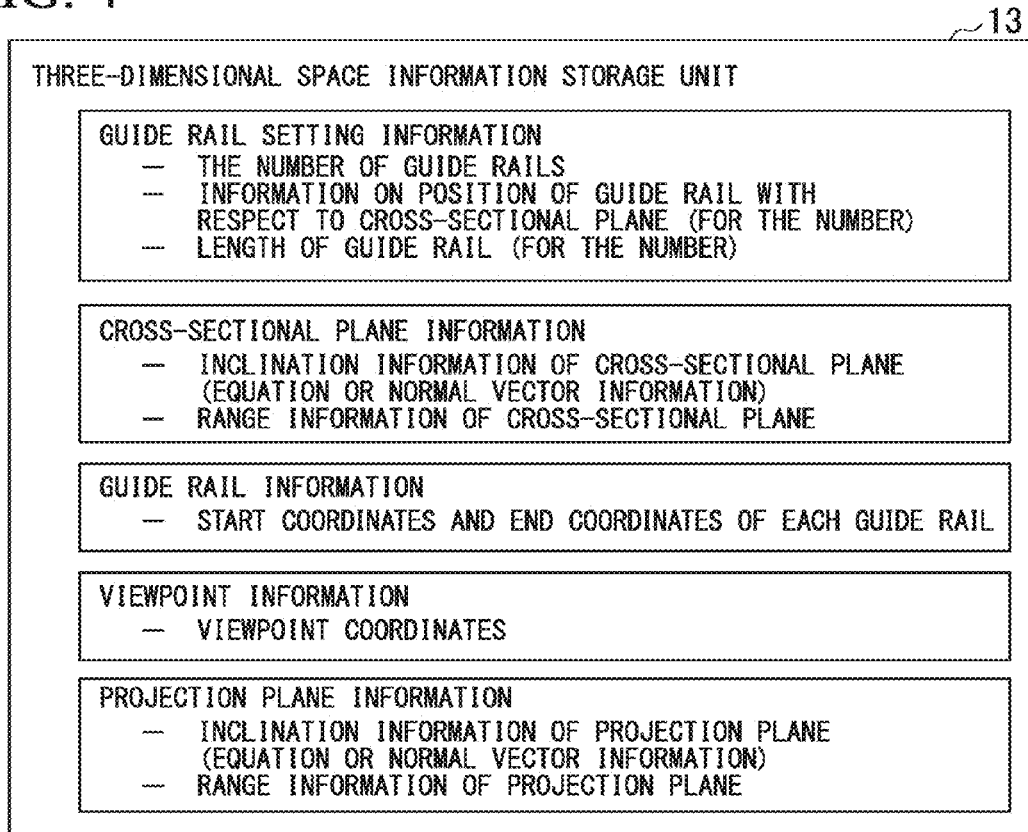 13
THREE-DIMENSIONAL SPACE INFORMATION STORAGE UNIT
GUIDE RAIL SETTING INFORMATION
— THE NUMBER OF GUIDE RAILS
— INFORMATION ON POSITION OF GUIDE RAIL WITH
RESPECT TO CROSS-SECTIONAL PLANE (FOR THE NUMBER)
— LENGTH OF GUIDE RAIL (FOR THE NUMBER)
CROSS-SECTIONAL PLANE INFORMATION
— INCLINATION INFORMATION OF CROSS-SECTIONAL PLANE
(EQUATION OR NORMAL VECTOR INFORMATION)
— RANGE INFORMATION OF CROSS-SECTIONAL PLANE
GUIDE RAIL INFORMATION
— START COORDINATES AND END COORDINATES OF EACH GUIDE RAIL
VIEWPOINT INFORMATION
— VIEWPOINT COORDINATES
PROJECTION PLANE INFORMATION
— INCLINATION INFORMATION OF PROJECTION PLANE
(EQUATION OR NORMAL VECTOR INFORMATION)
— RANGE INFORMATION OF PROJECTION PLANE